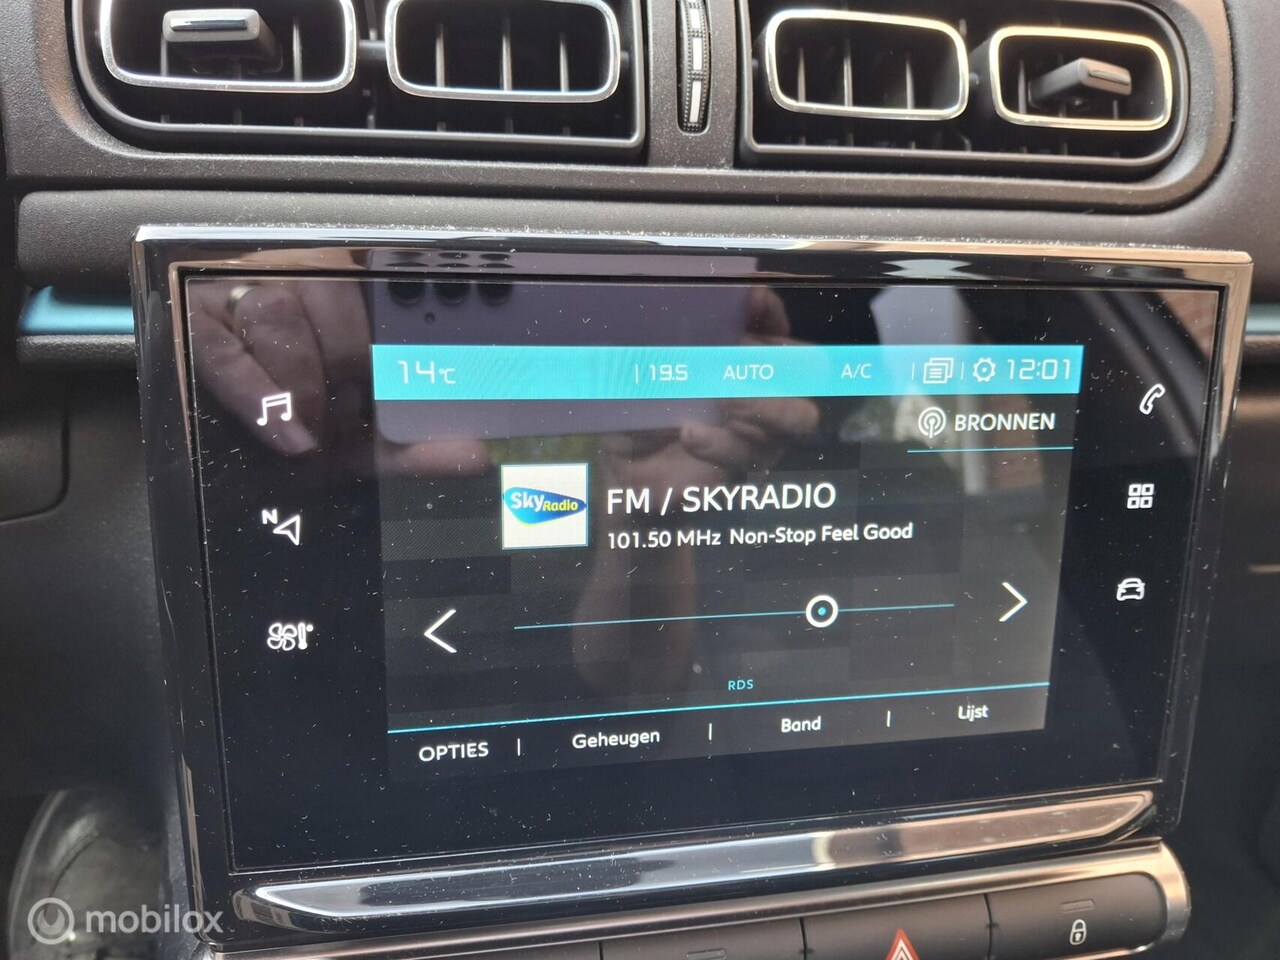 14°C | 19.5 AUTO A/C | | 12:01
BRONNEN
Sky Radio
FM / SKYRADIO
101.50 MHz Non-Stop Feel Good
N
RDS
OPTIES | Geheugen | Band | Lijst
mobilox